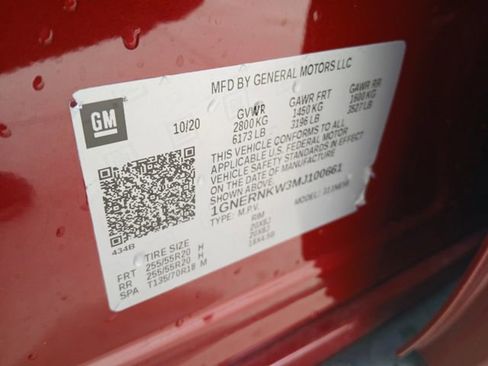 MFD BY GENERAL MOTORS LLC
GM
10/20
GVWR GAWR FRT GAWR RR
2800 KG 1450 KG 1600 KG
6173 LB 3196 LB 3527 LB
THIS VEHICLE CONFORMS TO ALL
APPLICABLE U.S. FEDERAL MOTOR
VEHICLE SAFETY STANDARDS IN EFFECT
ON THE DATE OF MANUFACTURE
SHOWN ABOVE.
1GNERNKW3MJ100661
TYPE: M.P.V. MODEL:
434B
TIRE SIZE RIM
FRT 255/55R20 H 20X8J
RR 255/55R20 H 20X8J
SPA T135/70R18 M 18X4.5B